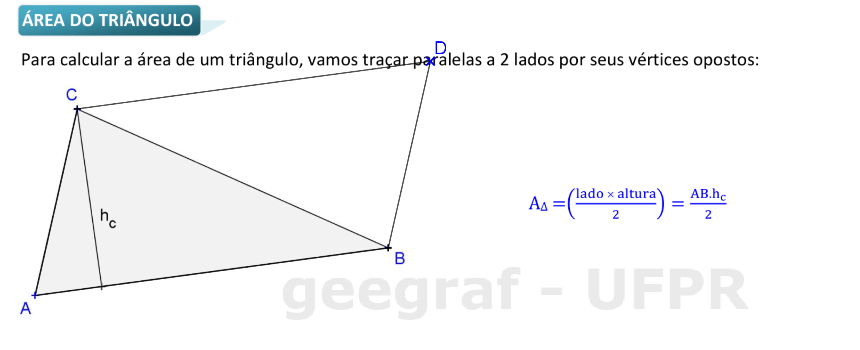 ÁREA DO TRIÂNGULO
Para calcular a área de um triângulo, vamos traçar paralelas a 2 lados por seus vértices opostos:
D
C
h_c
A_Δ = (lado × altura / 2) = AB.h_c / 2
B
A
geegraf - UFPR